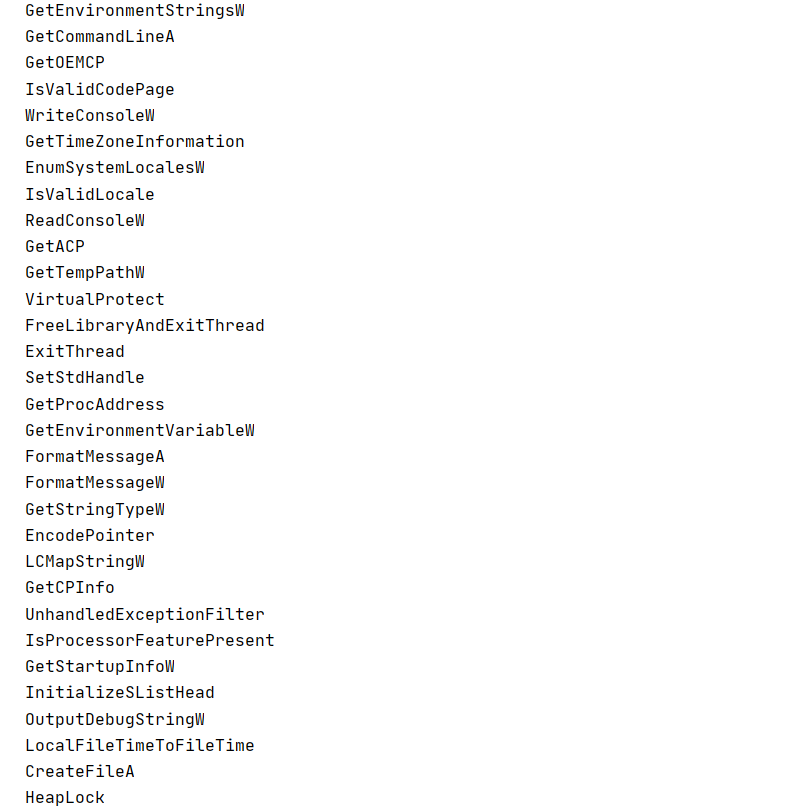 GetEnvironmentStringsW
GetCommandLineA
GetOEMCP
IsValidCodePage
WriteConsoleW
GetTimeZoneInformation
EnumSystemLocalesW
IsValidLocale
ReadConsoleW
GetACP
GetTempPathW
VirtualProtect
FreeLibraryAndExitThread
ExitThread
SetStdHandle
GetProcAddress
GetEnvironmentVariableW
FormatMessageA
FormatMessageW
GetStringTypeW
EncodePointer
LCMapStringW
GetCPInfo
UnhandledExceptionFilter
IsProcessorFeaturePresent
GetStartupInfoW
InitializeSListHead
OutputDebugStringW
LocalFileTimeToFileTime
CreateFileA
HeapLock